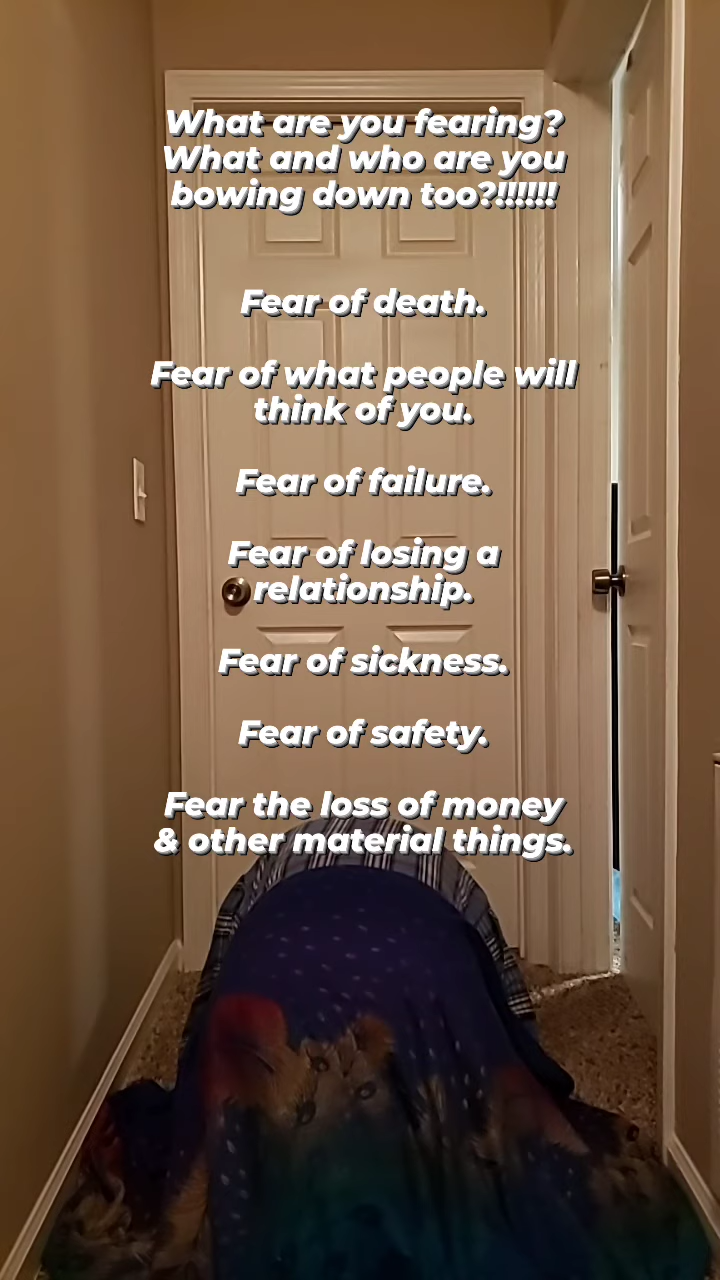 What are you fearing?
What and who are you
bowing down too?!!!!!!
Fear of death.
Fear of what people will
think of you.
Fear of failure.
Fear of losing a
relationship.
Fear of sickness.
Fear of safety.
Fear the loss of money
& other material things.